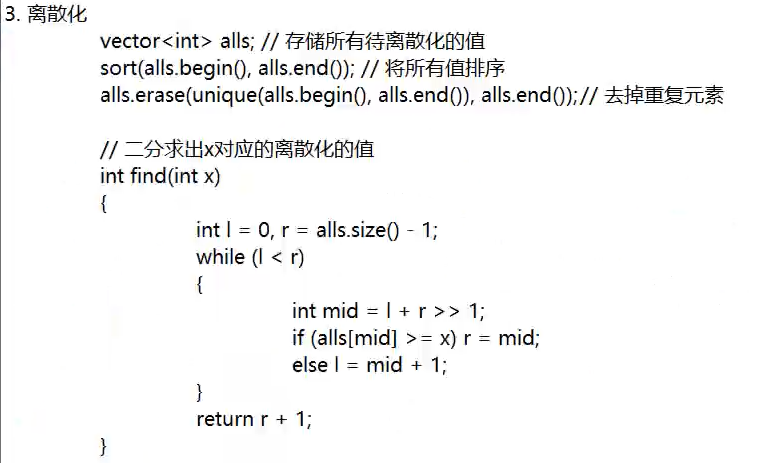 3. 离散化
vector<int> alls; // 存储所有待离散化的值
sort(alls.begin(), alls.end()); // 将所有值排序
alls.erase(unique(alls.begin(), alls.end()), alls.end());// 去掉重复元素
// 二分求出x对应的离散化的值
int find(int x)
{
int l = 0, r = alls.size() - 1;
while (l < r)
{
int mid = l + r >> 1;
if (alls[mid] >= x) r = mid;
else l = mid + 1;
}
return r + 1;
}